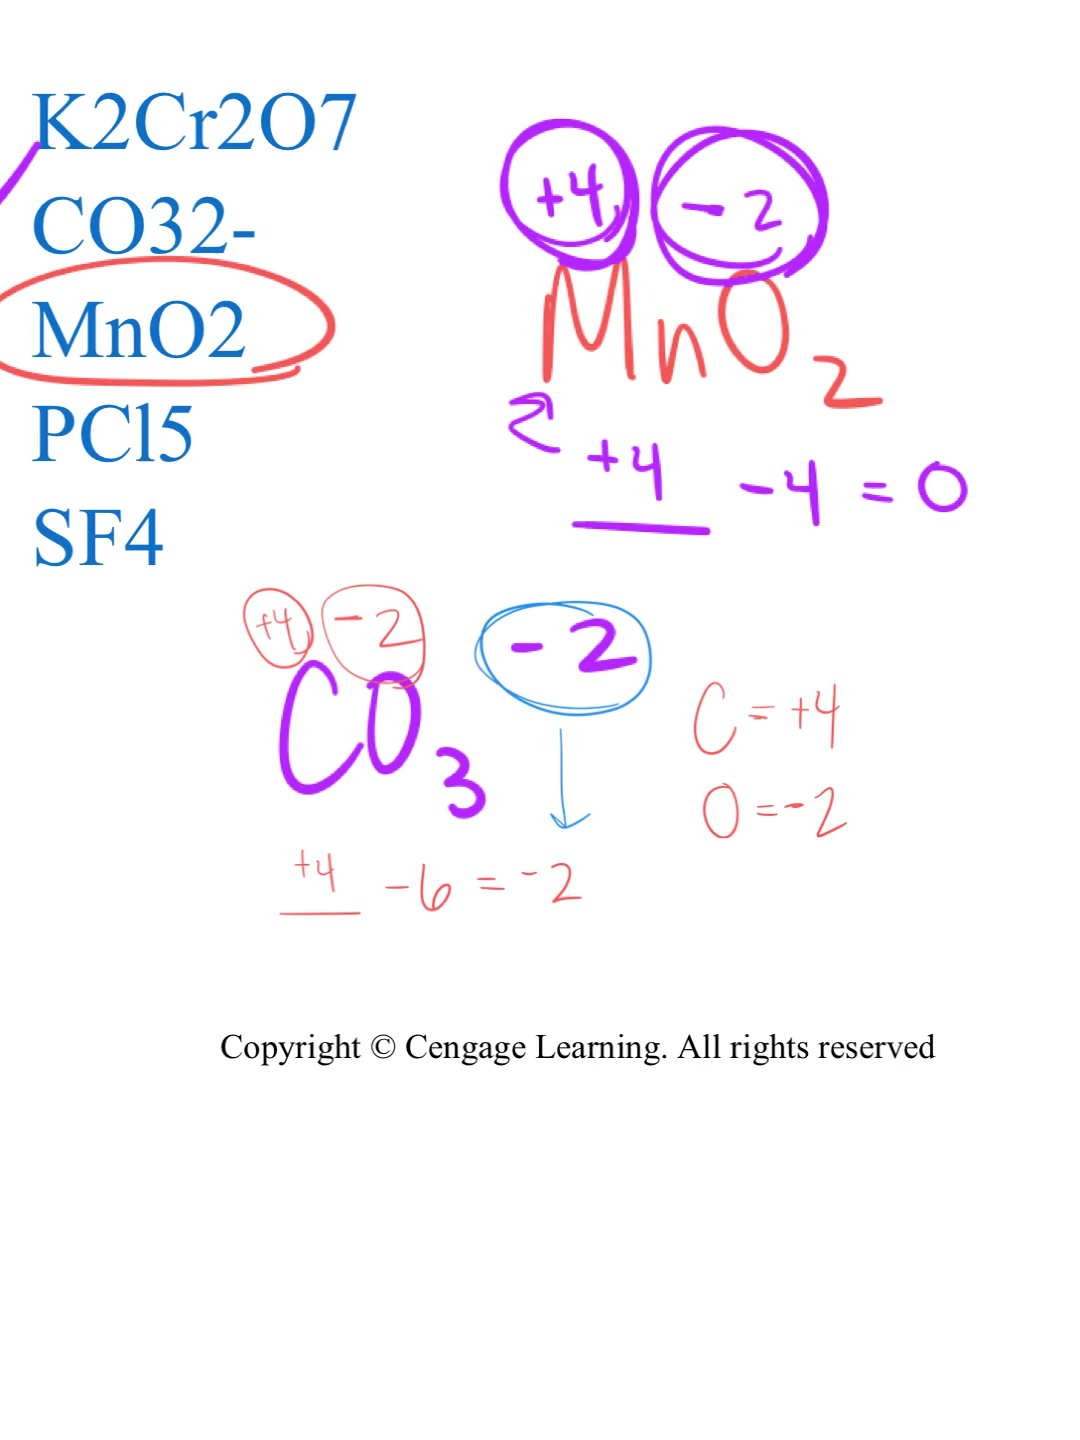 K2Cr2O7
CO32-
MnO2
PCl5
SF4
+4 -2
MnO2
+4 -4 = 0
+4 -2
CO3 -2
C = +4
O = -2
+4 -6 = -2
Copyright © Cengage Learning. All rights reserved